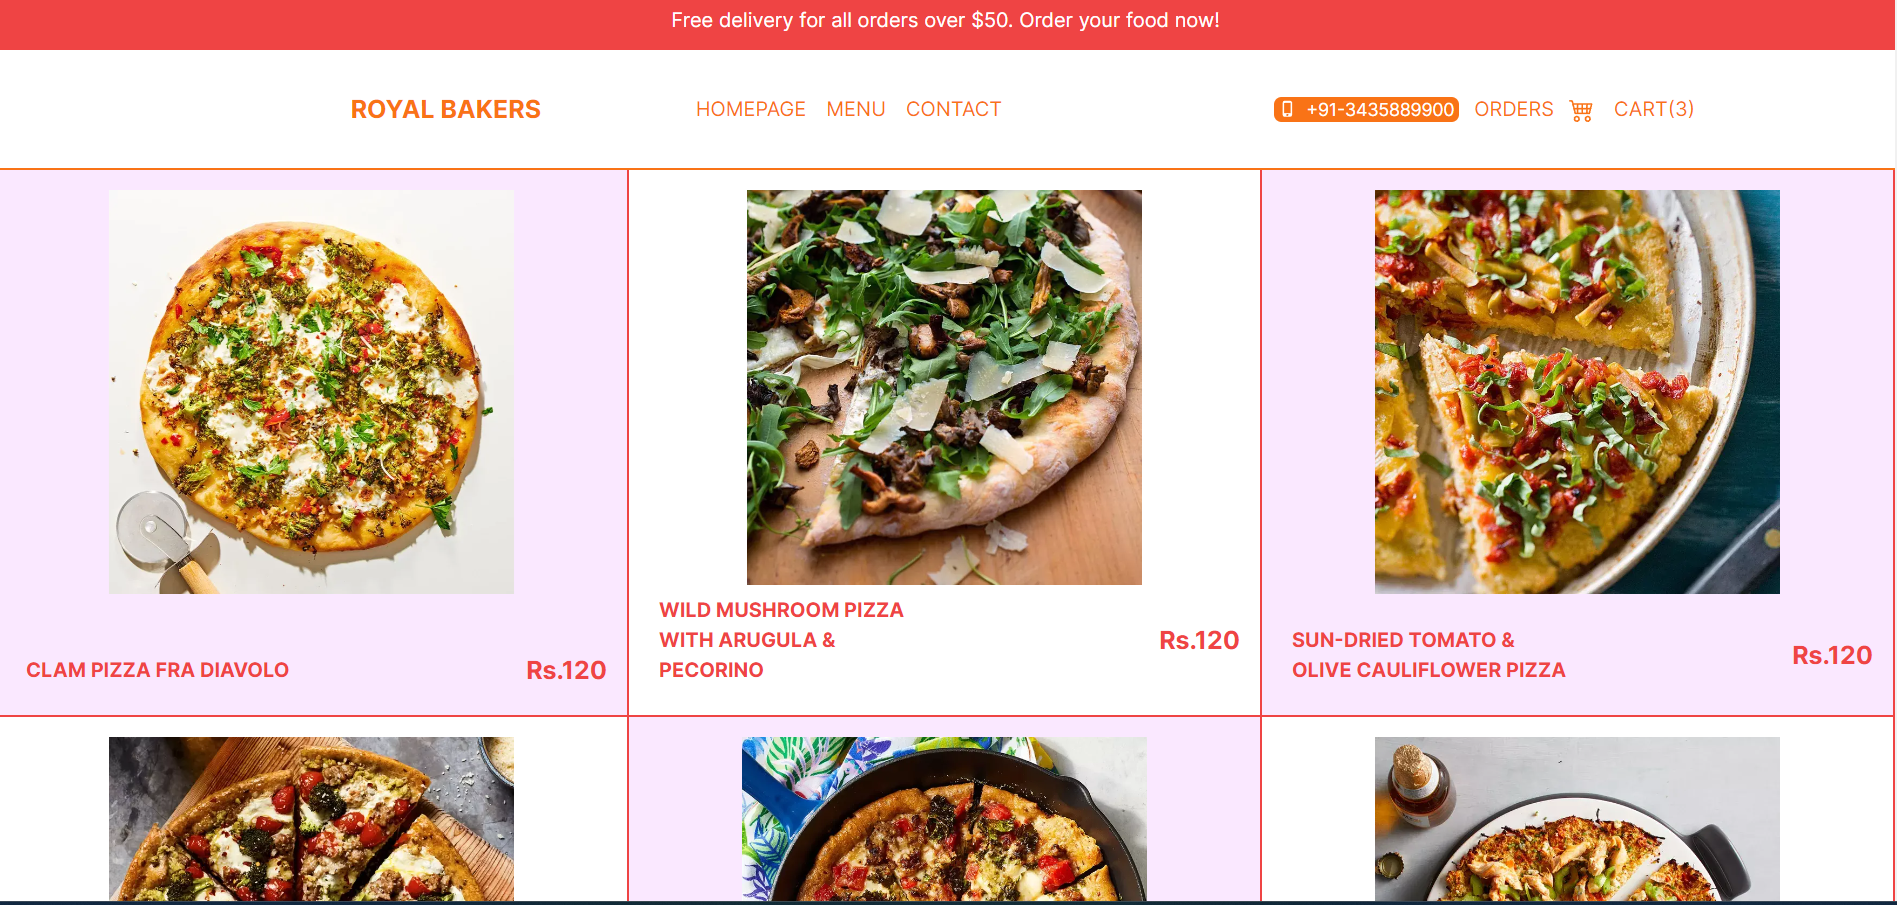 Free delivery for all orders over $50. Order your food now!
ROYAL BAKERS
HOMEPAGE MENU CONTACT
+91-3435889900 ORDERS CART(3)
CLAM PIZZA FRA DIAVOLO
Rs.120
WILD MUSHROOM PIZZA
WITH ARUGULA &
PECORINO
Rs.120
SUN-DRIED TOMATO &
OLIVE CAULIFLOWER PIZZA
Rs.120